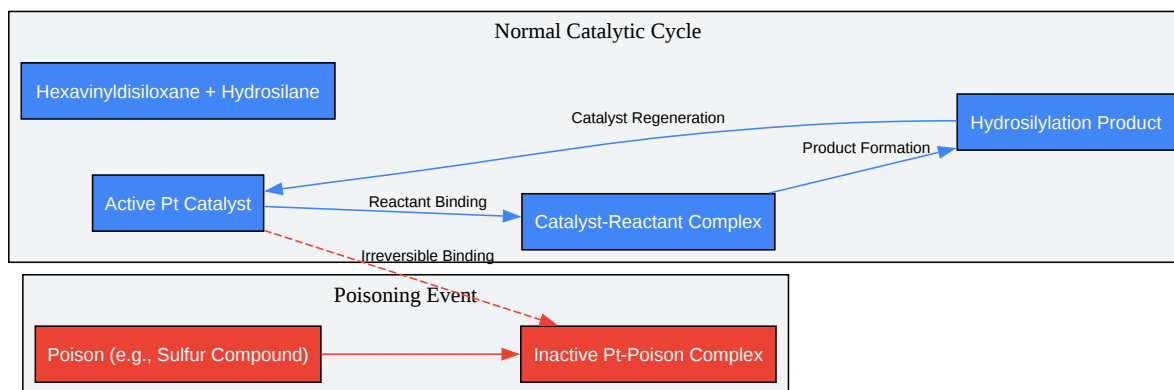 Normal Catalytic Cycle
Hexavinyldisiloxane + Hydrosilane
Catalyst Regeneration
Hydrosilylation Product
Product Formation
Active Pt Catalyst
Reactant Binding
Catalyst-Reactant Complex
Irreversible Binding
Poisoning Event
Poison (e.g., Sulfur Compound)
Inactive Pt-Poison Complex